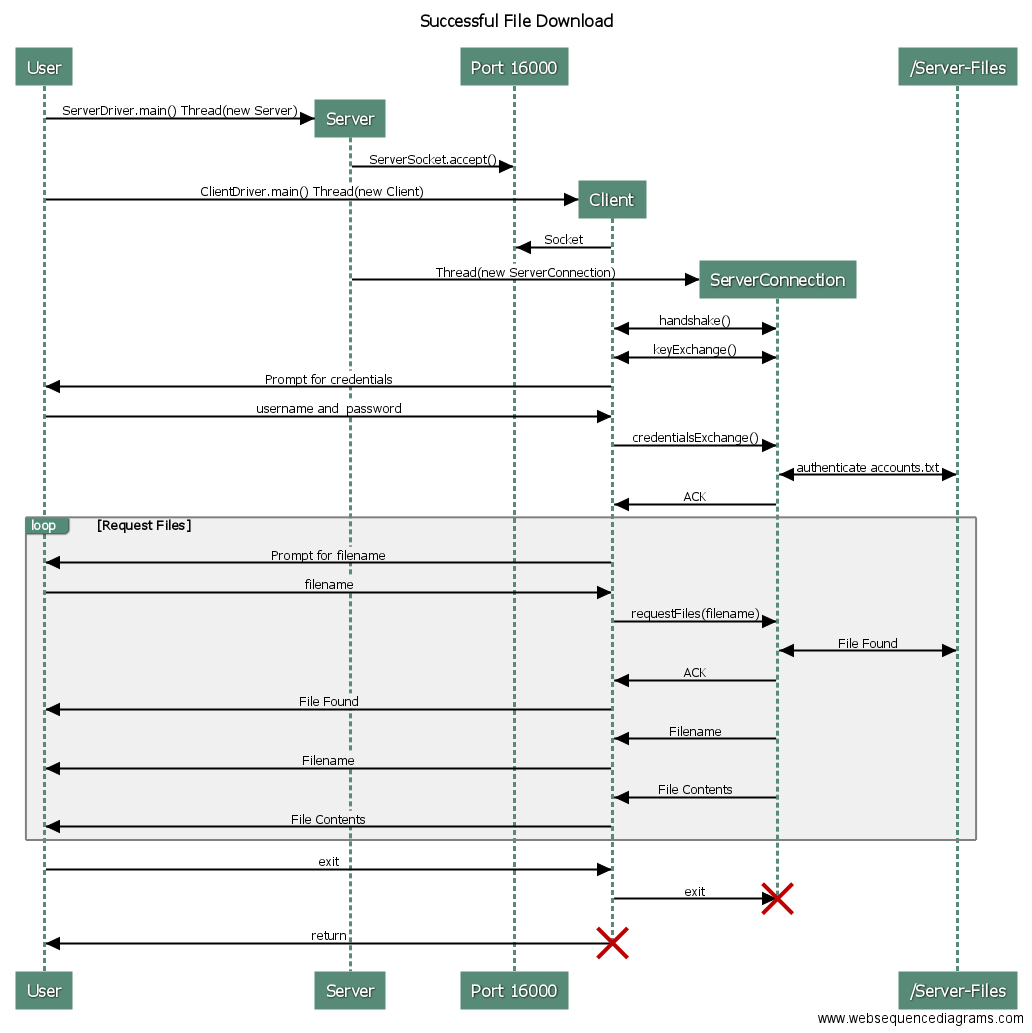 Successful File Download
User
Port 16000
/Server-Files
ServerDriver.main() Thread(new Server)
Server
ServerSocket.accept()
ClientDriver.main() Thread(new Client)
Client
Socket
Thread(new ServerConnection)
ServerConnection
handshake()
keyExchange()
Prompt for credentials
username and  password
credentialsExchange()
authenticate accounts.txt
ACK
loop
[Request Files]
Prompt for filename
filename
requestFiles(filename)
File Found
ACK
File Found
Filename
Filename
File Contents
File Contents
exit
exit
return
User
Server
Port 16000
/Server-Files
www.websequencediagrams.com